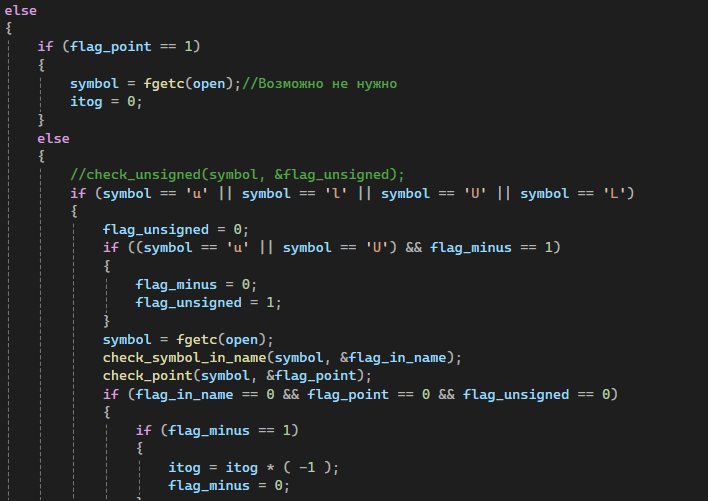 else
{
if (flag_point == 1)
{
symbol = fgetc(open);//Возможно не нужно
itog = 0;
}
else
{
//check_unsigned(symbol, &flag_unsigned);
if (symbol == 'u' || symbol == 'l' || symbol == 'U' || symbol == 'L')
{
flag_unsigned = 0;
if ((symbol == 'u' || symbol == 'U') && flag_minus == 1)
{
flag_minus = 0;
flag_unsigned = 1;
}
symbol = fgetc(open);
check_symbol_in_name(symbol, &flag_in_name);
check_point(symbol, &flag_point);
if (flag_in_name == 0 && flag_point == 0 && flag_unsigned == 0)
{
if (flag_minus == 1)
{
itog = itog * ( -1 );
flag_minus = 0;
}